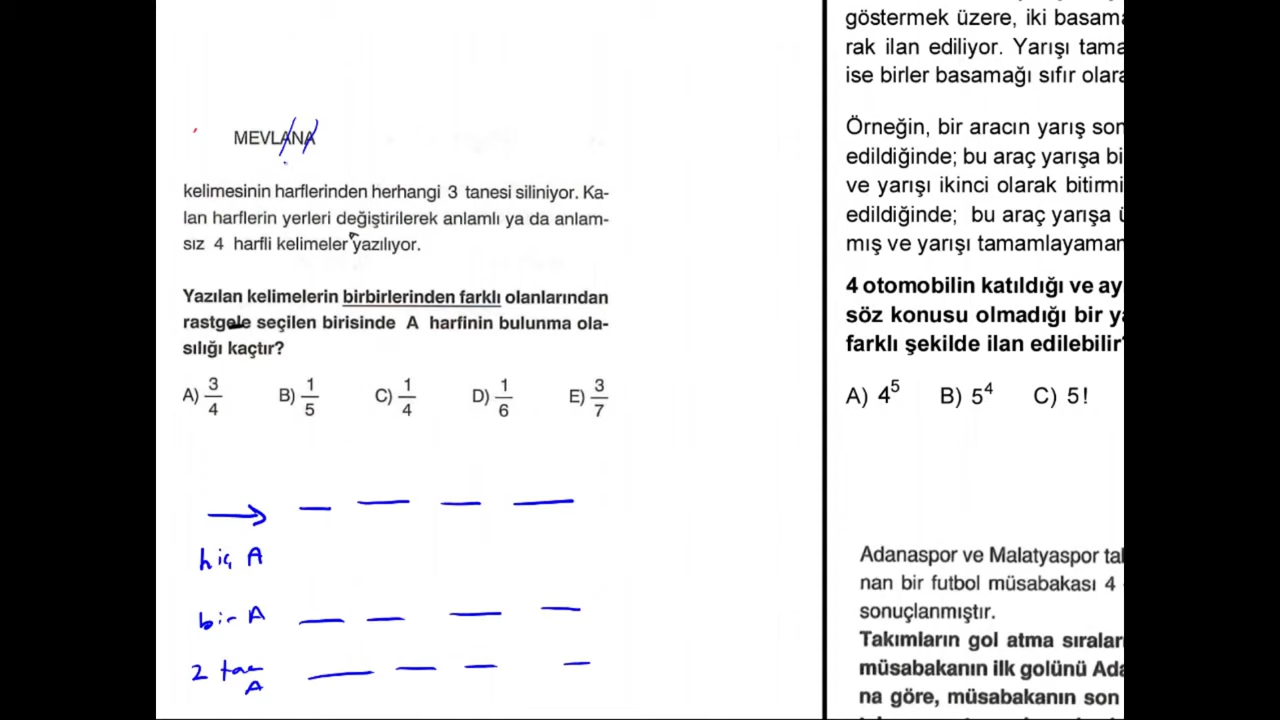 MEVLANA
kelimesinin harflerinden herhangi 3 tanesi siliniyor. Ka-
lan harflerin yerleri değiştirilerek anlamlı ya da anlam-
sız 4 harfli kelimeler yazılıyor.
Yazılan kelimelerin birbirlerinden farklı olanlarından
rastgele seçilen birisinde A harfinin bulunma ola-
sılığı kaçtır?
A) 3/4 B) 1/5 C) 1/4 D) 1/6 E) 3/7
hiç A
bir A
2 tane
A
göstermek üzere, iki basama
rak ilan ediliyor. Yarışı tama
ise birler basamağı sıfır olara
Örneğin, bir aracın yarış son
edildiğinde; bu araç yarışa bi
ve yarışı ikinci olarak bitirmi
edildiğinde; bu araç yarışa ü
mış ve yarışı tamamlayamam
4 otomobilin katıldığı ve ay
söz konusu olmadığı bir ya
farklı şekilde ilan edilebilir?
A) 4⁵ B) 5⁴ C) 5!
Adanaspor ve Malatyaspor tak
nan bir futbol müsabakası 4
sonuçlanmıştır.
Takımların gol atma sıraları
müsabakanın ilk golünü Ada
na göre, müsabakanın son